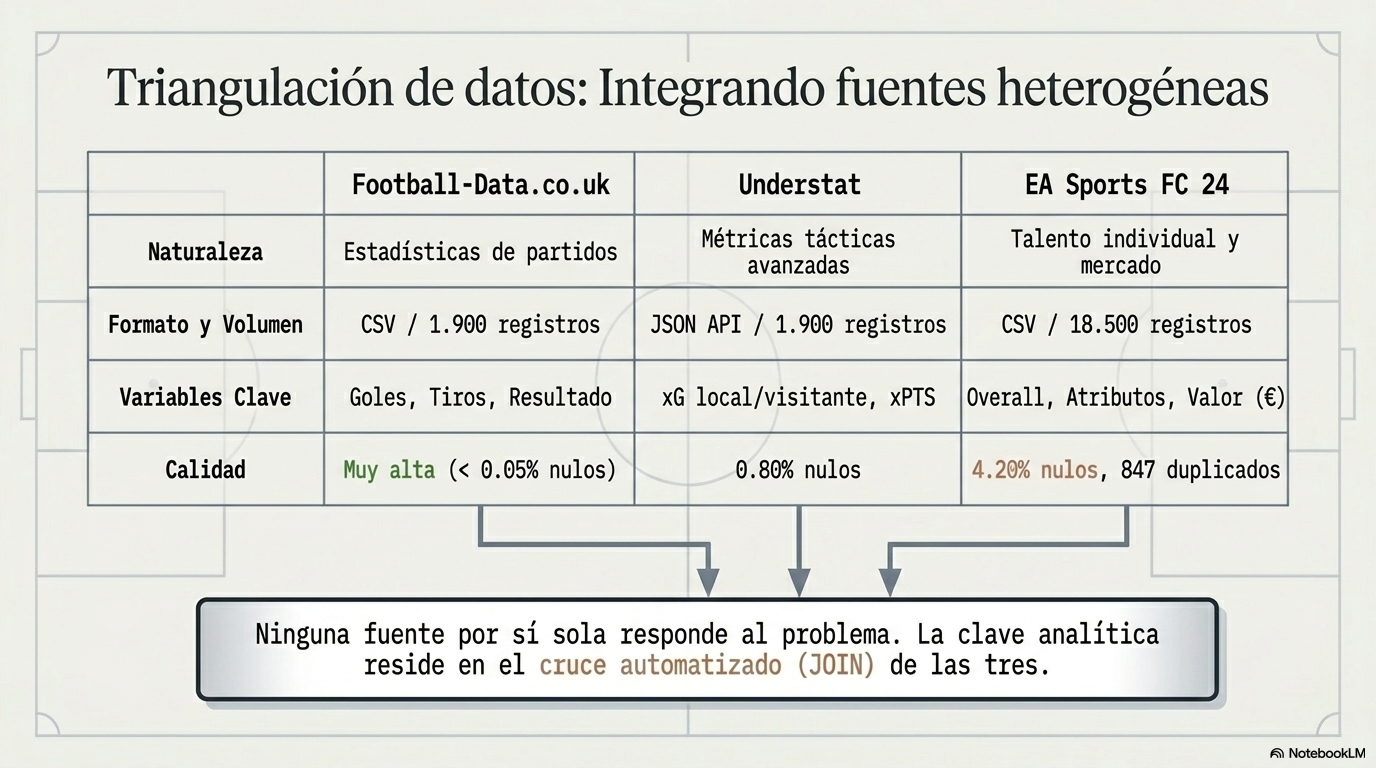 Triangulación de datos: Integrando fuentes heterogéneas
Football-Data.co.uk
Understat
EA Sports FC 24
Naturaleza
Estadísticas de partidos
Métricas tácticas
avanzadas
Talento individual y
mercado
Formato y Volumen
CSV / 1.900 registros
JSON API / 1.900 registros
CSV / 18.500 registros
Variables Clave
Goles, Tiros, Resultado
xG local/visitante, xPTS
Overall, Atributos, Valor (€)
Calidad
Muy alta (< 0.05% nulos)
0.80% nulos
4.20% nulos, 847 duplicados
Ninguna fuente por sí sola responde al problema. La clave analítica
reside en el cruce automatizado (JOIN) de las tres.
NotebookLM